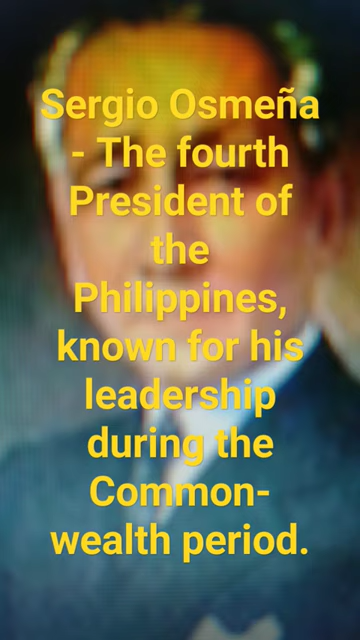 Sergio Osmeña
- The fourth
President of
the
Philippines,
known for his
leadership
during the
Common-
wealth period.